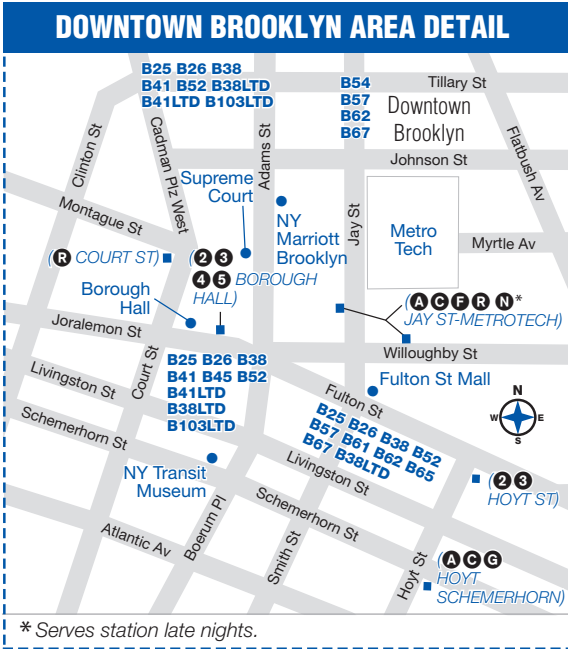 DOWNTOWN BROOKLYN AREA DETAIL
B25 B26 B38
B41 B52 B38LTD
B41LTD B103LTD
B54
B57
B62
B67
Tillary St
Downtown
Brooklyn
Johnson St
Flatbush Av
Clinton St
Cadman Plz West
Adams St
Jay St
Montague St
Supreme
Court
NY
Marriott
Brooklyn
Metro
Tech
Myrtle Av
(R COURT ST)
(2 3
4 5 BOROUGH
HALL)
(A C F R N*
JAY ST-METROTECH)
Borough
Hall
Joralemon St
Court St
Willoughby St
B25 B26 B38
B41 B45 B52
B41LTD
B38LTD
B103LTD
Livingston St
Schemerhorn St
Fulton St
Fulton St Mall
N
W E
S
B25 B26 B38 B52
B57 B61 B62 B65
B67 B38LTD
Livingston St
NY Transit
Museum
(2 3
HOYT ST)
Schemerhorn St
Atlantic Av
Boerum Pl
Smith St
Hoyt St
(A C G
HOYT
SCHEMERHORN)
* Serves station late nights.